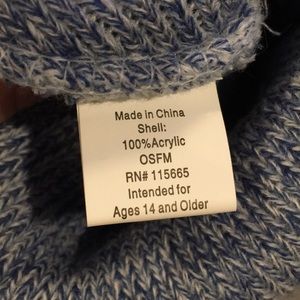 Made in China
Shell:
100%Acrylic
OSFM
RN# 115665
Intended for
Ages 14 and Older